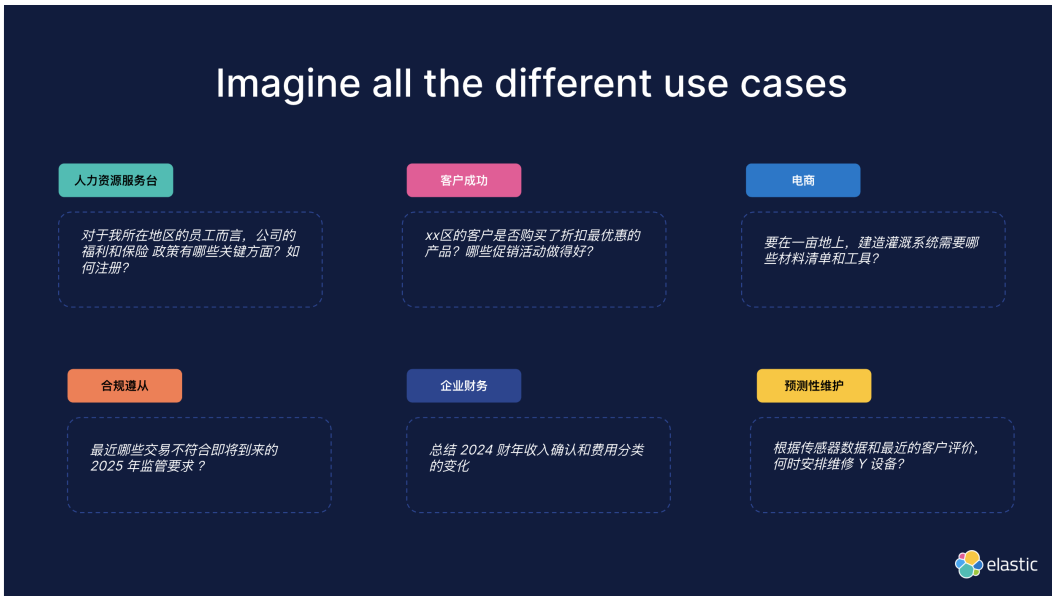 Imagine all the different use cases
人力资源服务台
对于我所在地区的员工而言，公司的
福利和保险 政策有哪些关键方面？如
何注册？
客户成功
xx区的客户是否购买了折扣最优惠的
产品？哪些促销活动做得好？
电商
要在一亩地上，建造灌溉系统需要哪
些材料清单和工具？
合规遵从
最近哪些交易不符合即将到来的
2025 年监管要求 ？
企业财务
总结 2024 财年收入确认和费用分类
的变化
预测性维护
根据传感器数据和最近的客户评价，
何时安排维修 Y 设备？
elastic